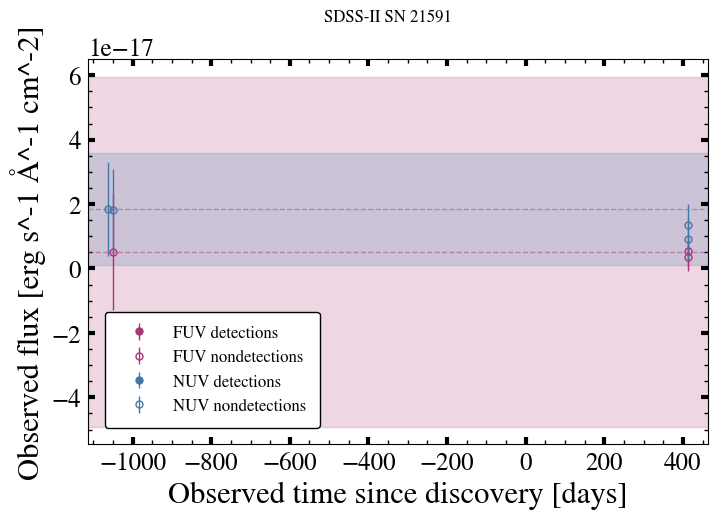 SDSS-II SN 21591
1e−17
Observed flux [erg s^-1 Å^-1 cm^-2]
6
4
2
0
−2
−4
FUV detections
FUV nondetections
NUV detections
NUV nondetections
−1000 −800 −600 −400 −200 0 200 400
Observed time since discovery [days]